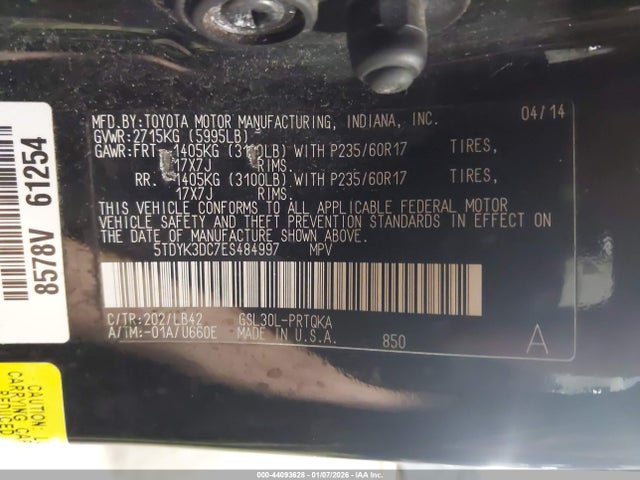 MFD.BY:TOYOTA MOTOR MANUFACTURING, INDIANA, INC. 04/14
GVWR:2715KG (5995LB)
GAWR:FRT. 1405KG (3100LB) WITH P235/60R17 TIRES,
17X7J RIMS.
RR. 1405KG (3100LB) WITH P235/60R17 TIRES,
17X7J RIMS.
THIS VEHICLE CONFORMS TO ALL APPLICABLE FEDERAL MOTOR
VEHICLE SAFETY AND THEFT PREVENTION STANDARDS IN EFFECT ON
THE DATE OF MANUFACTURE SHOWN ABOVE.
5TDYK3DC7ES484997 MPV
C/TR:202/LB42 GSL30L-PRTQKA
A/TM:-01A/U660E MADE IN U.S.A. 850 A
8578V 61254
CAUTION:
CARRYING
REDUCED
000-44093628 - 01/07/2026 - IAA Inc.